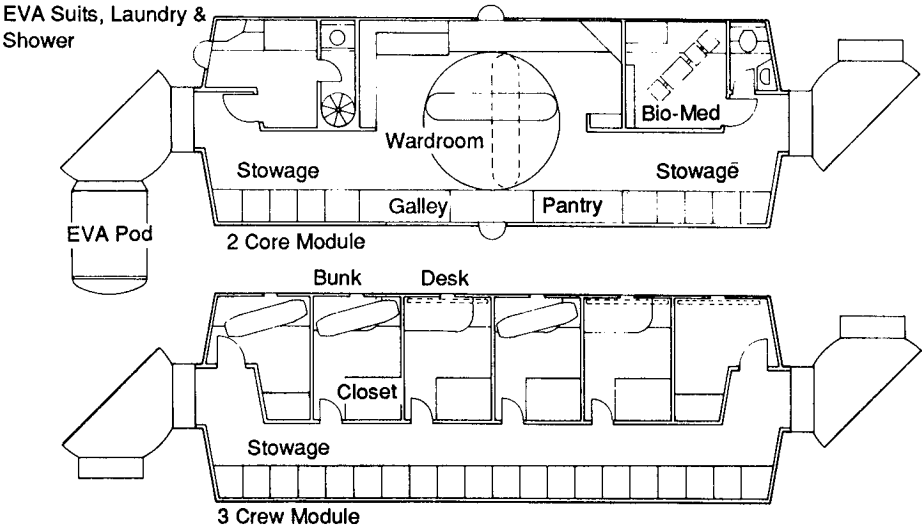 EVA Suits, Laundry &
Shower
Bio-Med
Wardroom
Stowage
Stowage
Galley
Pantry
EVA Pod
2 Core Module
Bunk
Desk
Closet
Stowage
3 Crew Module